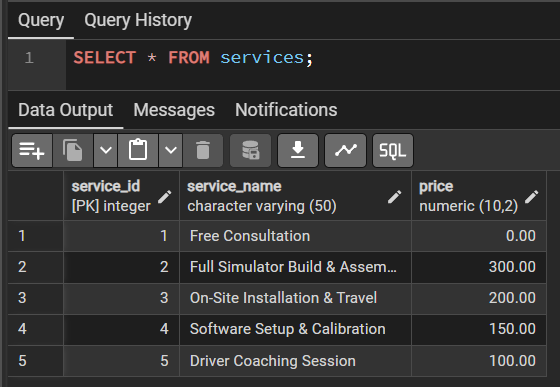 Query Query History
1 SELECT * FROM services;
Data Output Messages Notifications
SQL
service_id service_name price
[PK] integer character varying (50) numeric (10,2)
1 1 Free Consultation 0.00
2 2 Full Simulator Build & Assem... 300.00
3 3 On-Site Installation & Travel 200.00
4 4 Software Setup & Calibration 150.00
5 5 Driver Coaching Session 100.00